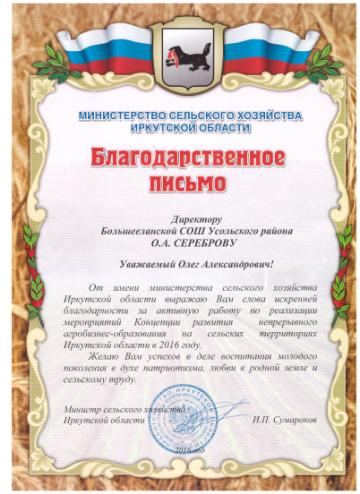 МИНИСТЕРСТВО СЕЛЬСКОГО ХОЗЯЙСТВА
ИРКУТСКОЙ ОБЛАСТИ
Благодарственное
письмо
Директору
Большееланской СОШ Усольского района
О.А. СЕРЕБРОВУ
Уважаемый Олег Александрович!
От имени министерства сельского хозяйства
Иркутской области выражаю Вам слова искренней
благодарности за активную работу по реализации
мероприятий Концепции развития непрерывного
агробизнес-образования на сельских территориях
Иркутской области в 2016 году.
Желаю Вам успехов в деле воспитания молодого
поколения в духе патриотизма, любви к родной земле и
сельскому труду.
Министр сельского хозяйства
Иркутской области И.П. Сумароков
2016 год